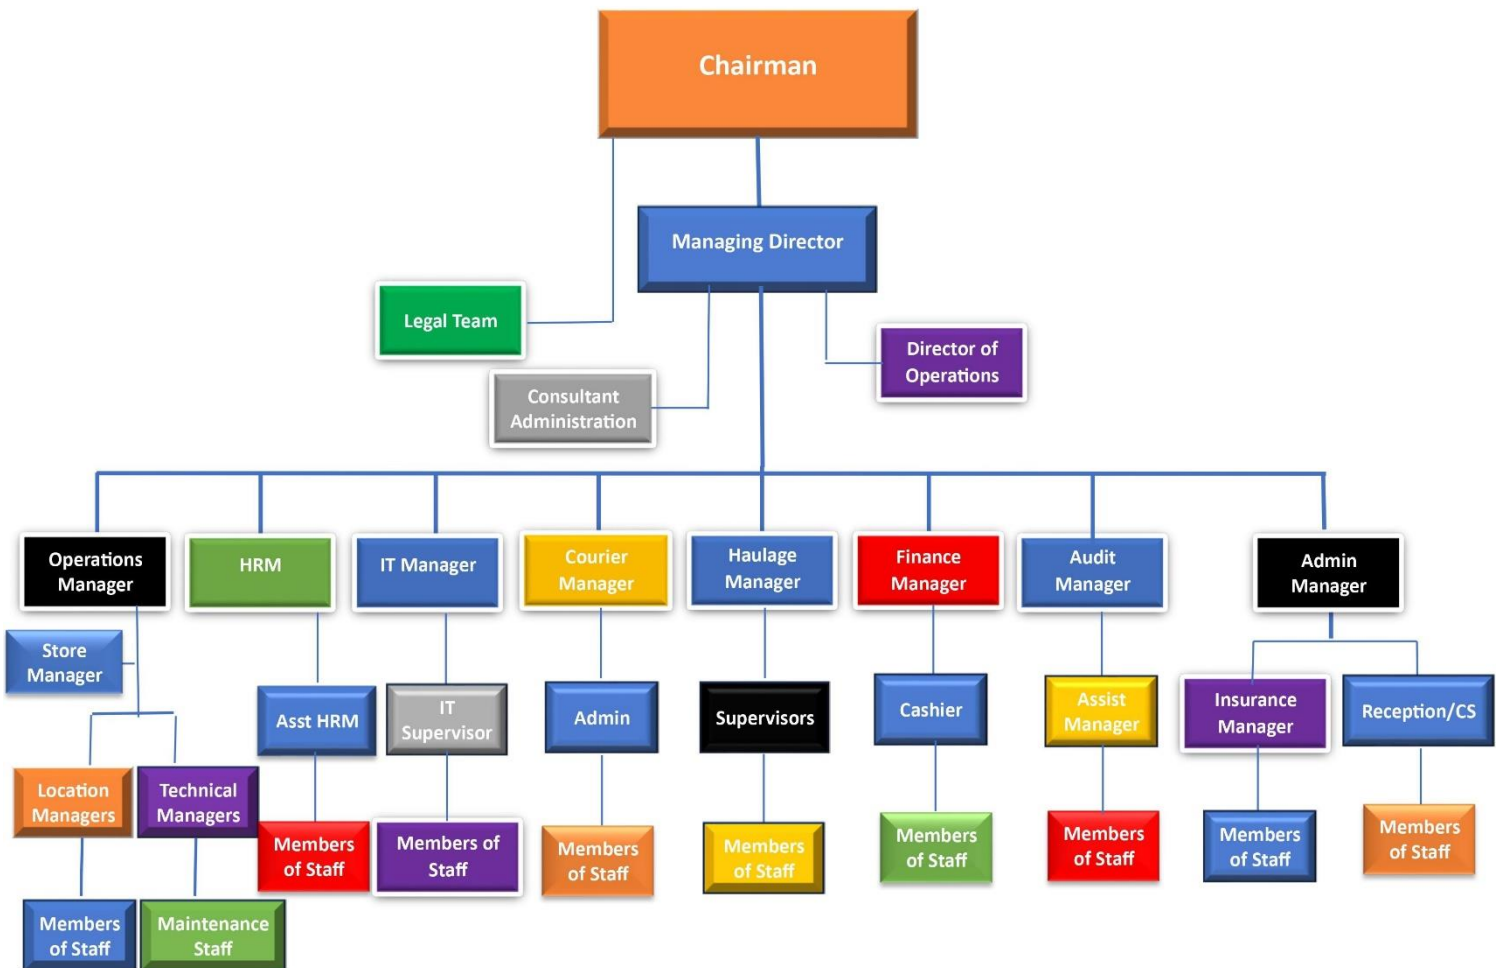 Chairman
Managing Director
Legal Team
Director of
Operations
Consultant
Administration
Operations
Manager
HRM
IT Manager
Courier
Manager
Haulage
Manager
Finance
Manager
Audit
Manager
Admin
Manager
Store
Manager
Asst HRM
IT
Supervisor
Admin
Supervisors
Cashier
Assist
Manager
Insurance
Manager
Reception/CS
Location
Managers
Technical
Managers
Members
of Staff
Members of
Staff
Members
of Staff
Members
of Staff
Members
of Staff
Members
of Staff
Members
of Staff
Members
of Staff
Members
of Staff
Maintenance
Staff